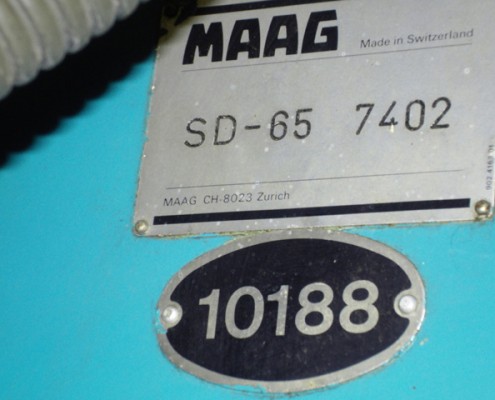 MAAG Made in Switzerland
SD-65 7402
MAAG CH-8023 Zurich
10188